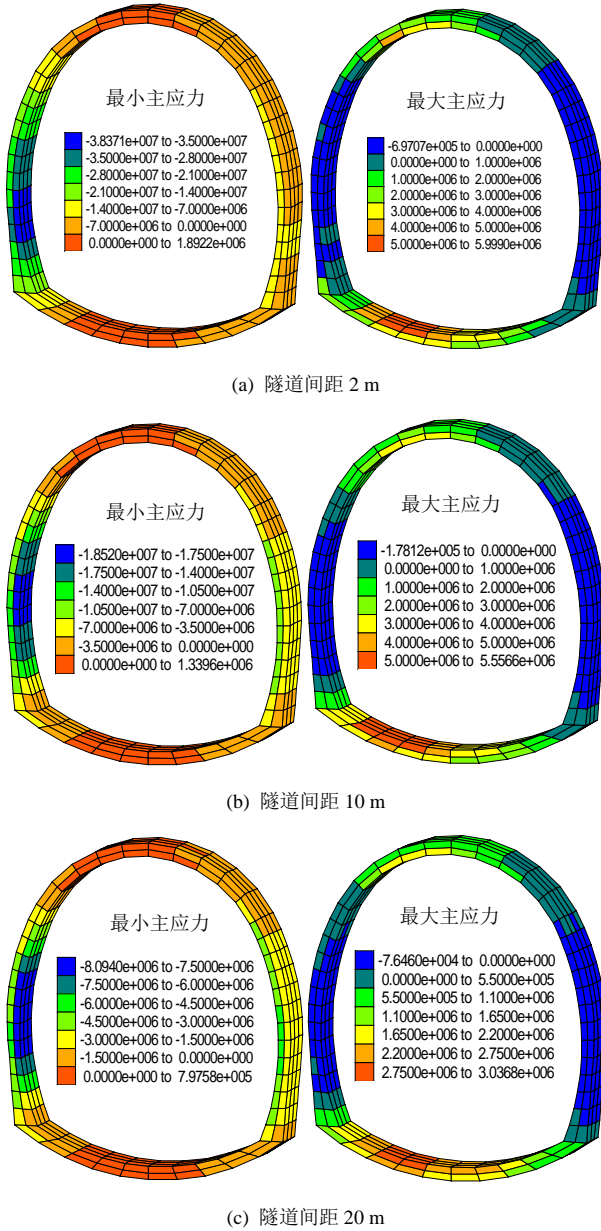 最小主应力
-3.8371e+007 to -3.5000e+007
-3.5000e+007 to -2.8000e+007
-2.8000e+007 to -2.1000e+007
-2.1000e+007 to -1.4000e+007
-1.4000e+007 to -7.0000e+006
-7.0000e+006 to 0.0000e+000
0.0000e+000 to 1.8922e+006
最大主应力
-6.9707e+005 to 0.0000e+000
0.0000e+000 to 1.0000e+006
1.0000e+006 to 2.0000e+006
2.0000e+006 to 3.0000e+006
3.0000e+006 to 4.0000e+006
4.0000e+006 to 5.0000e+006
5.0000e+006 to 5.9990e+006
(a) 隧道间距 2 m
最小主应力
-1.8520e+007 to -1.7500e+007
-1.7500e+007 to -1.4000e+007
-1.4000e+007 to -1.0500e+007
-1.0500e+007 to -7.0000e+006
-7.0000e+006 to -3.5000e+006
-3.5000e+006 to 0.0000e+000
0.0000e+000 to 1.3396e+006
最大主应力
-1.7812e+005 to 0.0000e+000
0.0000e+000 to 1.0000e+006
1.0000e+006 to 2.0000e+006
2.0000e+006 to 3.0000e+006
3.0000e+006 to 4.0000e+006
4.0000e+006 to 5.0000e+006
5.0000e+006 to 5.5566e+006
(b) 隧道间距 10 m
最小主应力
-8.0940e+006 to -7.5000e+006
-7.5000e+006 to -6.0000e+006
-6.0000e+006 to -4.5000e+006
-4.5000e+006 to -3.0000e+006
-3.0000e+006 to -1.5000e+006
-1.5000e+006 to 0.0000e+000
0.0000e+000 to 7.9758e+005
最大主应力
-7.6460e+004 to 0.0000e+000
0.0000e+000 to 5.5000e+005
5.5000e+005 to 1.1000e+006
1.1000e+006 to 1.6500e+006
1.6500e+006 to 2.2000e+006
2.2000e+006 to 2.7500e+006
2.7500e+006 to 3.0368e+006
(c) 隧道间距 20 m